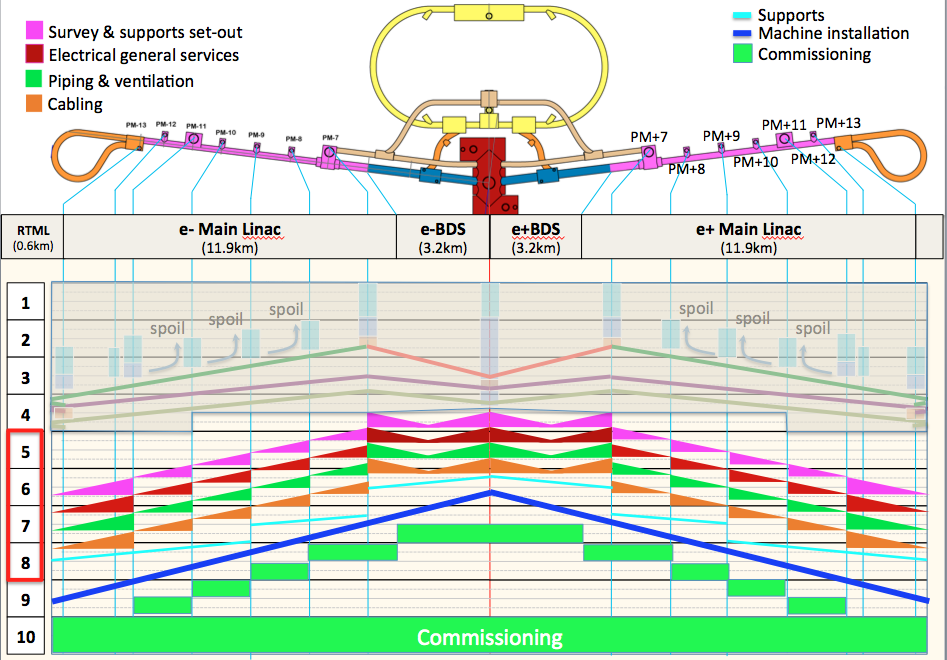 Survey & supports set-out
Electrical general services
Piping & ventilation
Cabling
Supports
Machine installation
Commissioning
PM-13
PM-12
PM-11
PM-10
PM-9
PM-8
PM-7
PM+7
PM+8
PM+9
PM+10
PM+11
PM+12
PM+13
RTML
(0.6km)
e- Main Linac
(11.9km)
e-BDS
(3.2km)
e+BDS
(3.2km)
e+ Main Linac
(11.9km)
1
2
3
4
5
6
7
8
9
10
spoil
spoil
spoil
spoil
spoil
spoil
Commissioning